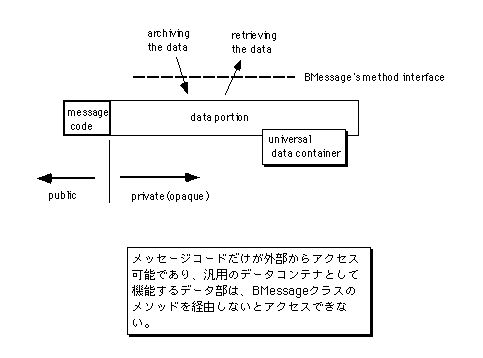 archiving
the data
retrieving
the data
BMessage's method interface
message
code
data portion
universal
data container
public
private(opaque)
メッセージコードだけが外部からアクセス
可能であり、汎用のデータコンテナとして
機能するデータ部は、BMessageクラスの
メソッドを経由しないとアクセスできな
い。